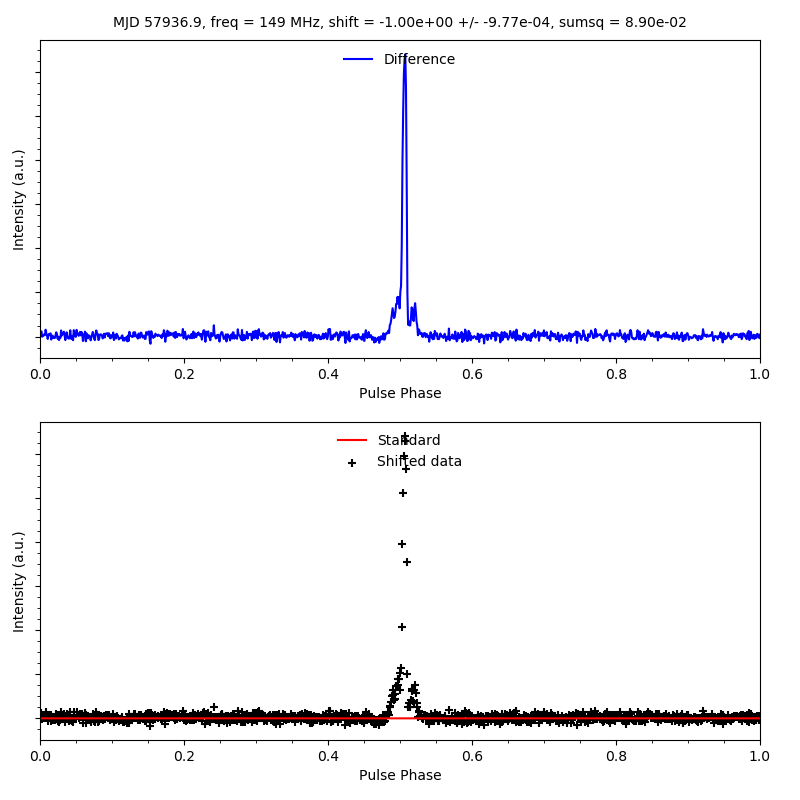 MJD 57936.9, freq = 149 MHz, shift = -1.00e+00 +/- -9.77e-04, sumsq = 8.90e-02
Difference
Intensity (a.u.)
0.0 0.2 0.4 0.6 0.8 1.0
Pulse Phase
Standard
Shifted data
Intensity (a.u.)
0.0 0.2 0.4 0.6 0.8 1.0
Pulse Phase